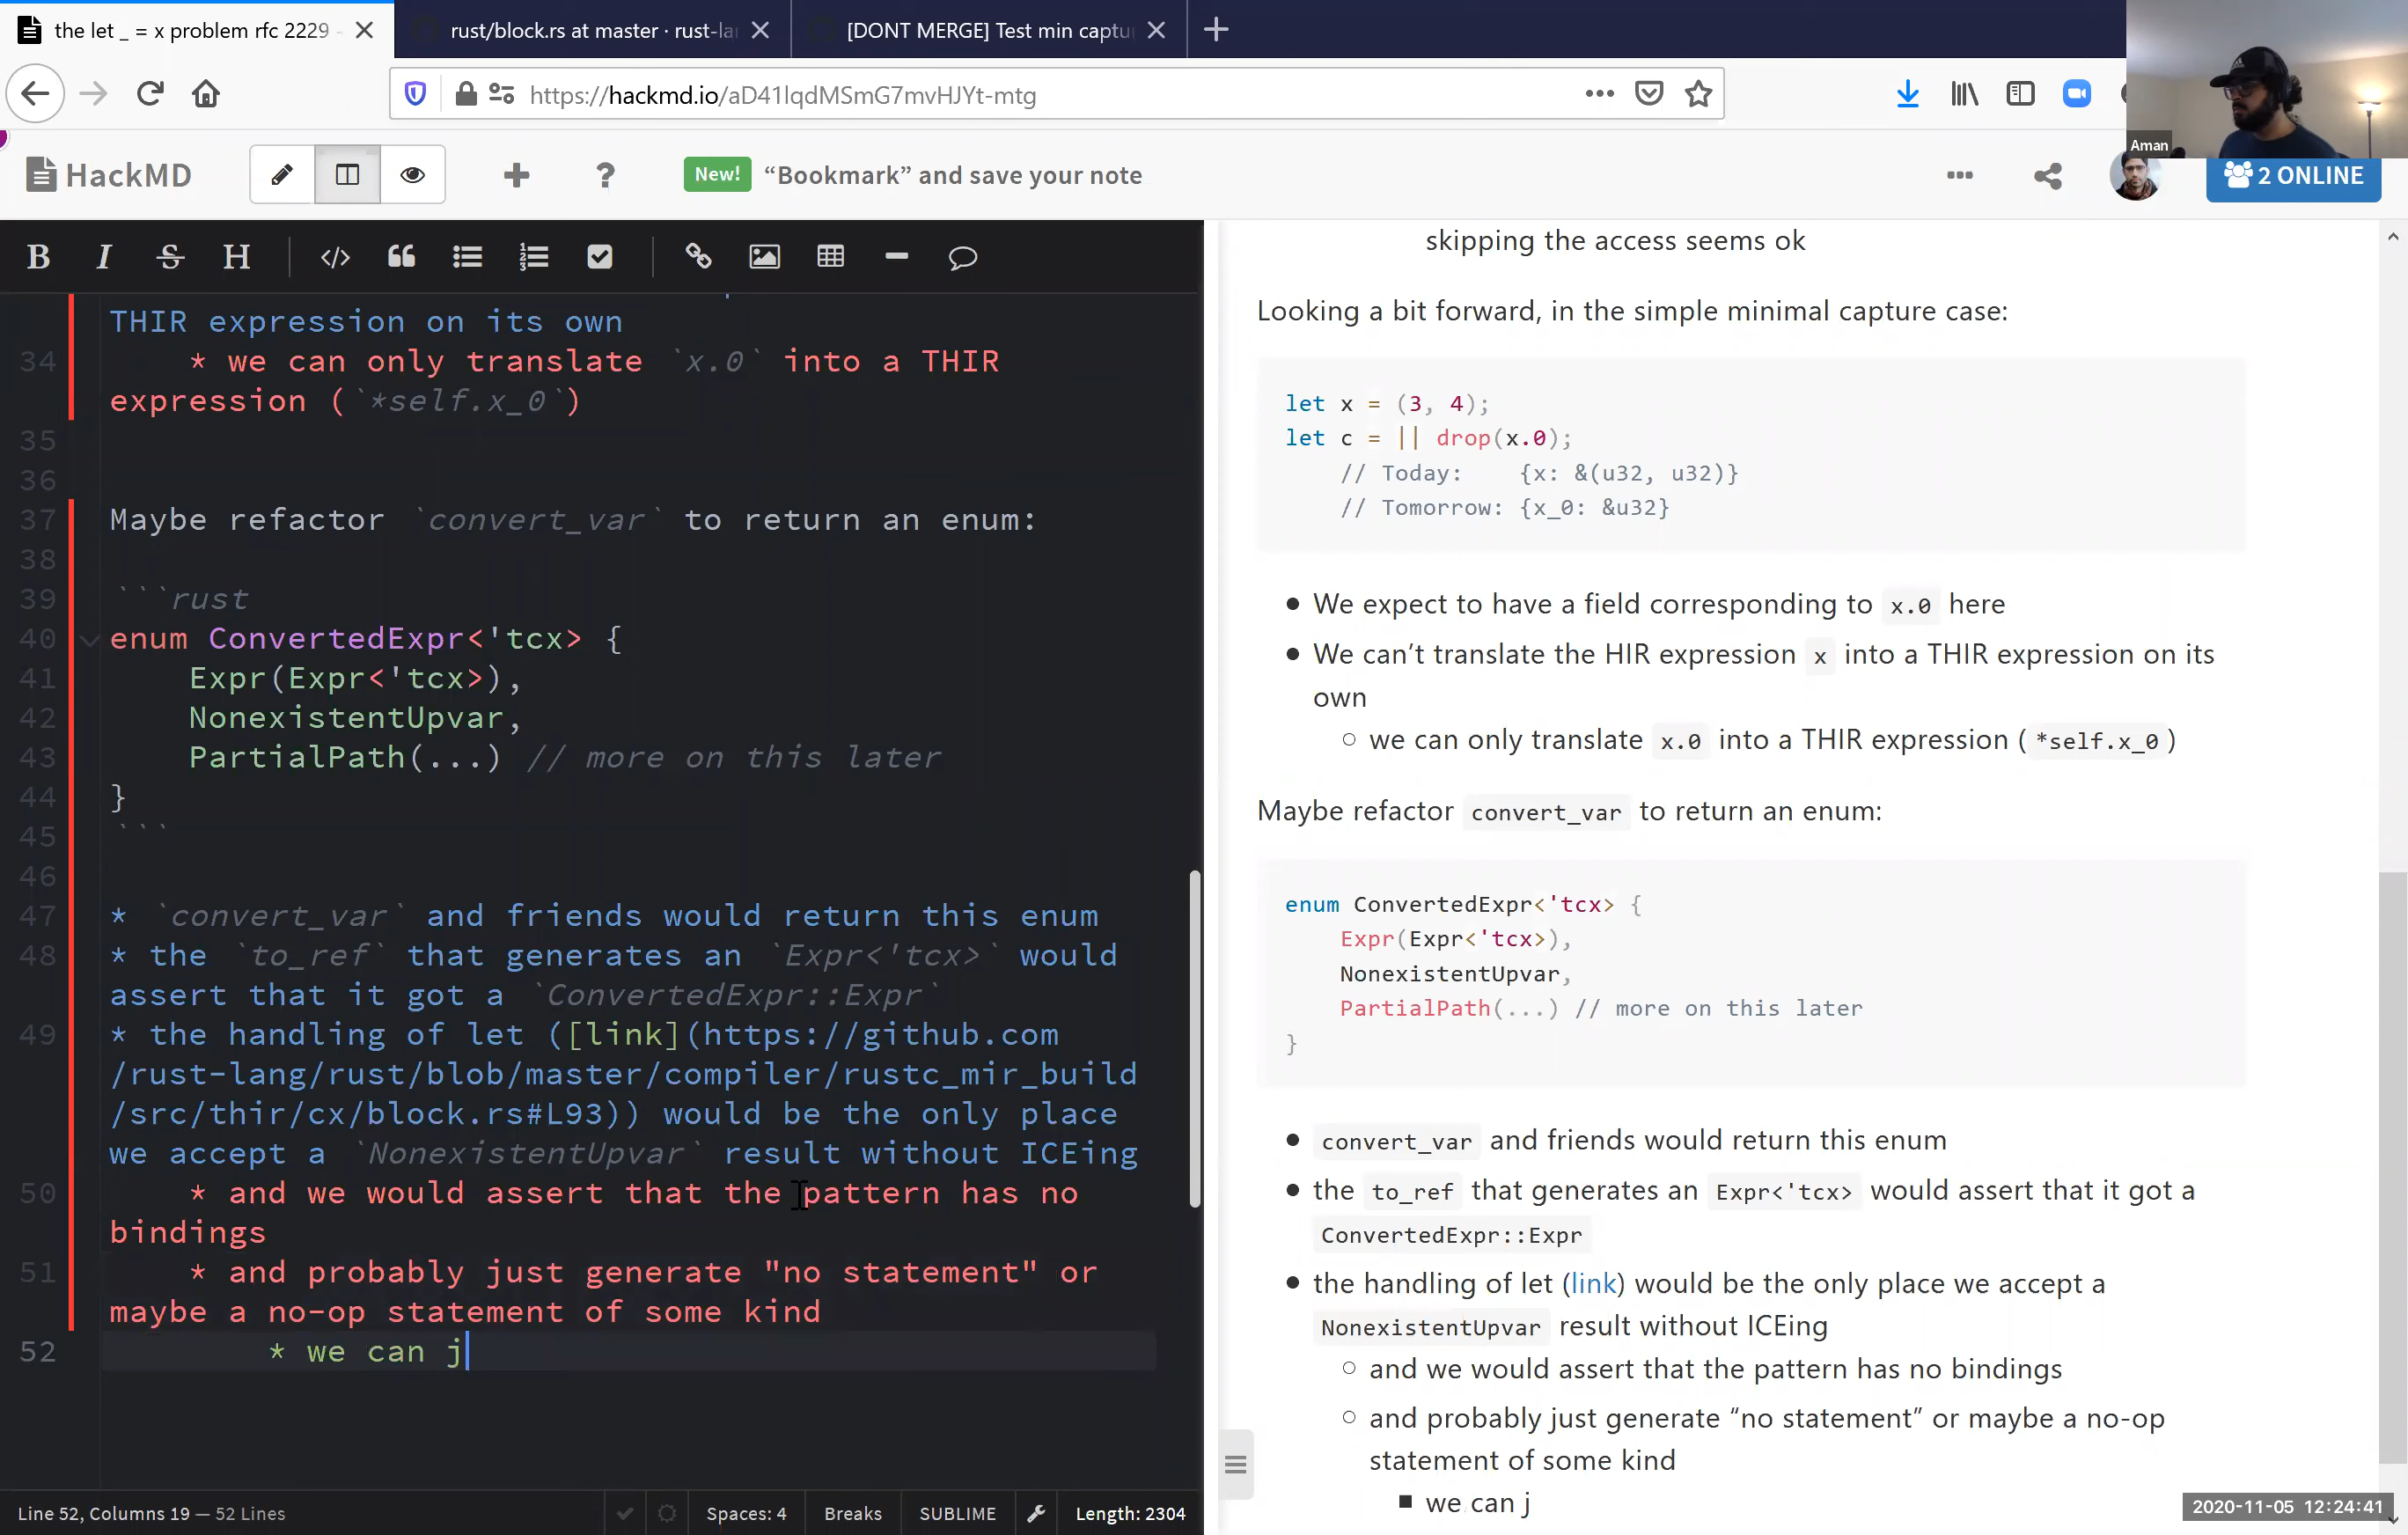 the let _ = x problem rfc 2229 -
rust/block.rs at master · rust-la
[DONT MERGE] Test min captu
https://hackmd.io/aD41lqdMSmG7mvHJYt-mtg
Aman
HackMD
New! “Bookmark” and save your note
2 ONLINE
B I S H
THIR expression on its own
34 * we can only translate `x.0` into a THIR
expression (`*self.x_0`)
35
36
37 Maybe refactor `convert_var` to return an enum:
38
39 ```rust
40 enum ConvertedExpr<'tcx> {
41 Expr(Expr<'tcx>),
42 NonexistentUpvar,
43 PartialPath(...) // more on this later
44 }
45 ```
46
47 * `convert_var` and friends would return this enum
48 * the `to_ref` that generates an `Expr<'tcx>` would
assert that it got a `ConvertedExpr::Expr`
49 * the handling of let ([link](https://github.com
/rust-lang/rust/blob/master/compiler/rustc_mir_build
/src/thir/cx/block.rs#L93)) would be the only place
we accept a `NonexistentUpvar` result without ICEing
50 * and we would assert that the pattern has no
bindings
51 * and probably just generate "no statement" or
maybe a no-op statement of some kind
52 * we can j
Line 52, Columns 19 — 52 Lines
Spaces: 4
Breaks
SUBLIME
Length: 2304
skipping the access seems ok
Looking a bit forward, in the simple minimal capture case:
let x = (3, 4);
let c = || drop(x.0);
// Today: {x: &(u32, u32)}
// Tomorrow: {x_0: &u32}
• We expect to have a field corresponding to x.0 here
• We can’t translate the HIR expression x into a THIR expression on its
own
○ we can only translate x.0 into a THIR expression ( *self.x_0 )
Maybe refactor convert_var to return an enum:
enum ConvertedExpr<'tcx> {
Expr(Expr<'tcx>),
NonexistentUpvar,
PartialPath(...) // more on this later
}
• convert_var and friends would return this enum
• the to_ref that generates an Expr<'tcx> would assert that it got a
ConvertedExpr::Expr
• the handling of let (link) would be the only place we accept a
NonexistentUpvar result without ICEing
○ and we would assert that the pattern has no bindings
○ and probably just generate “no statement” or maybe a no-op
statement of some kind
■ we can j
2020-11-05 12:24:41